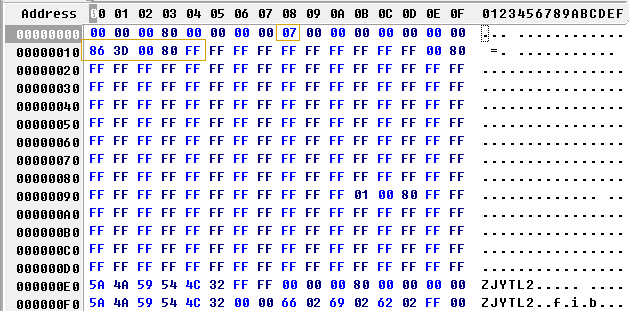 Address 00 01 02 03 04 05 06 07 08 09 0A 0B 0C 0D 0E 0F 0123456789ABCDEF
00000000 00 00 00 80 00 00 00 00 07 00 00 00 00 00 00 00 ... ............
00000010 86 3D 00 80 FF FF FF FF FF FF FF FF FF FF 00 80 =. ...........
00000020 FF FF FF FF FF FF FF FF FF FF FF FF FF FF FF FF ................
00000030 FF FF FF FF FF FF FF FF FF FF FF FF FF FF FF FF ................
00000040 FF FF FF FF FF FF FF FF FF FF FF FF FF FF FF FF ................
00000050 FF FF FF FF FF FF FF FF FF FF FF FF FF FF FF FF ................
00000060 FF FF FF FF FF FF FF FF FF FF FF FF FF FF FF FF ................
00000070 FF FF FF FF FF FF FF FF FF FF FF FF FF FF FF FF ................
00000080 FF FF FF FF FF FF FF FF FF FF FF FF FF FF FF FF ................
00000090 FF FF FF FF FF FF FF FF FF FF FF 01 00 80 FF FF ............. ..
000000A0 FF FF FF FF FF FF FF FF FF FF FF FF FF FF FF FF ................
000000B0 FF FF FF FF FF FF FF FF FF FF FF FF FF FF FF FF ................
000000C0 FF FF FF FF FF FF FF FF FF FF FF FF FF FF FF FF ................
000000D0 FF FF FF FF FF FF FF FF FF FF FF FF FF FF FF FF ................
000000E0 5A 4A 59 54 4C 32 FF FF 00 00 00 80 00 00 00 00 ZJYTL2..... ....
000000F0 5A 4A 59 54 4C 32 00 00 66 02 69 02 62 02 FF 00 ZJYTL2..f.i.b...